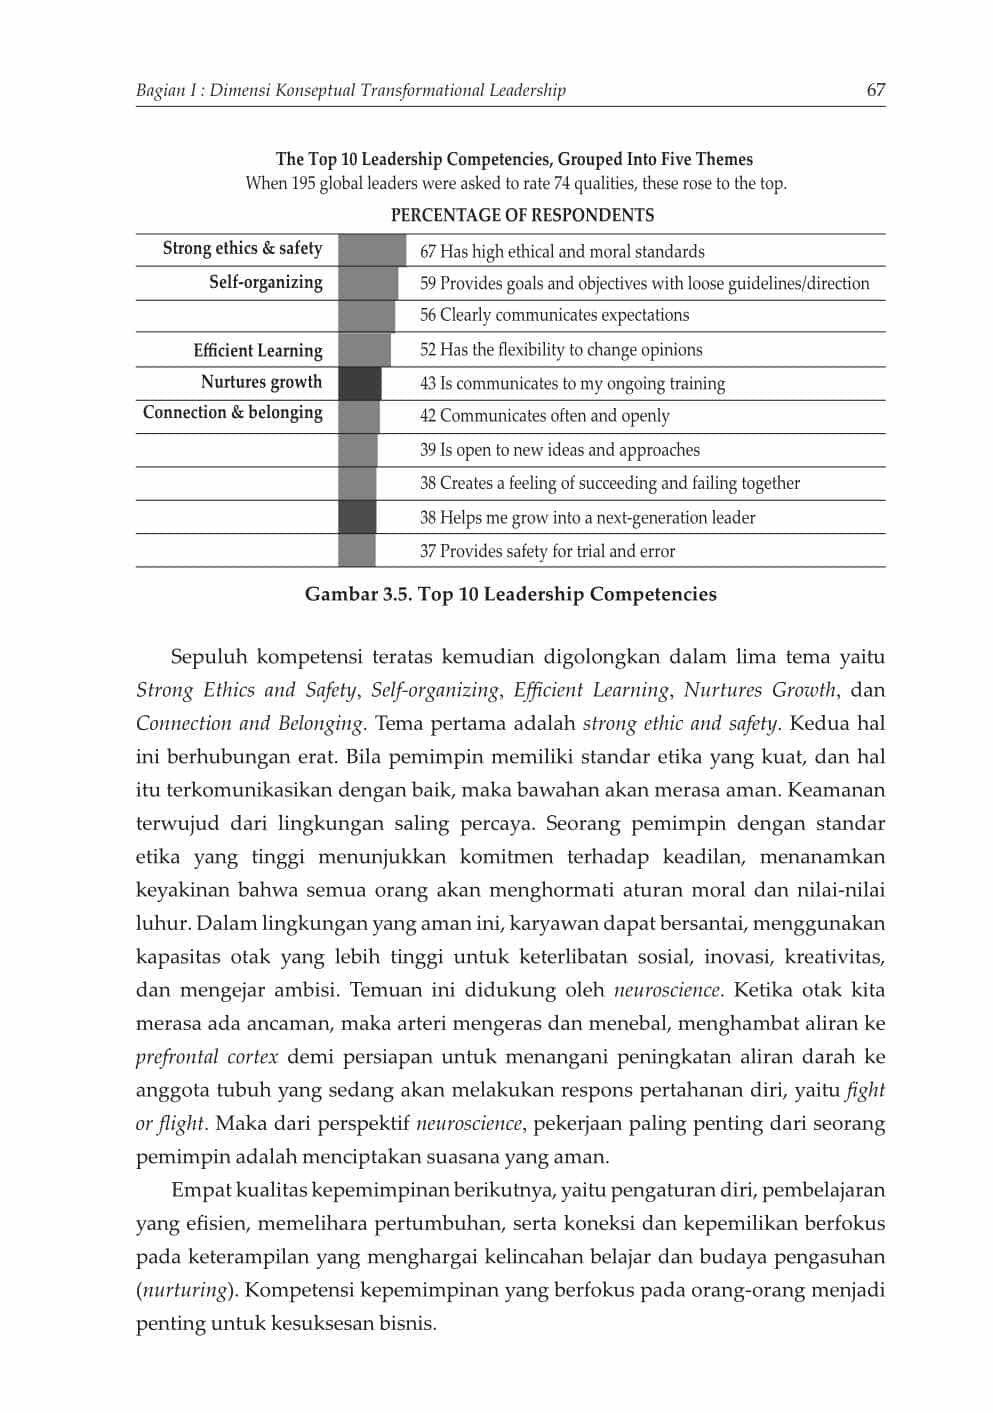 Bagian I : Dimensi Konseptual Transformational Leadership 67
The Top 10 Leadership Competencies, Grouped Into Five Themes
When 195 global leaders were asked to rate 74 qualities, these rose to the top.
PERCENTAGE OF RESPONDENTS
Strong ethics & safety 67 Has high ethical and moral standards
Self-organizing 59 Provides goals and objectives with loose guidelines/direction
56 Clearly communicates expectations
Efficient Learning 52 Has the flexibility to change opinions
Nurtures growth 43 Is communicates to my ongoing training
Connection & belonging 42 Communicates often and openly
39 Is open to new ideas and approaches
38 Creates a feeling of succeeding and failing together
38 Helps me grow into a next-generation leader
37 Provides safety for trial and error
Gambar 3.5. Top 10 Leadership Competencies
Sepuluh kompetensi teratas kemudian digolongkan dalam lima tema yaitu
Strong Ethics and Safety, Self-organizing, Efficient Learning, Nurtures Growth, dan
Connection and Belonging. Tema pertama adalah strong ethic and safety. Kedua hal
ini berhubungan erat. Bila pemimpin memiliki standar etika yang kuat, dan hal
itu terkomunikasikan dengan baik, maka bawahan akan merasa aman. Keamanan
terwujud dari lingkungan saling percaya. Seorang pemimpin dengan standar
etika yang tinggi menunjukkan komitmen terhadap keadilan, menanamkan
keyakinan bahwa semua orang akan menghormati aturan moral dan nilai-nilai
luhur. Dalam lingkungan yang aman ini, karyawan dapat bersantai, menggunakan
kapasitas otak yang lebih tinggi untuk keterlibatan sosial, inovasi, kreativitas,
dan mengejar ambisi. Temuan ini didukung oleh neuroscience. Ketika otak kita
merasa ada ancaman, maka arteri mengeras dan menebal, menghambat aliran ke
prefrontal cortex demi persiapan untuk menangani peningkatan aliran darah ke
anggota tubuh yang sedang akan melakukan respons pertahanan diri, yaitu fight
or flight. Maka dari perspektif neuroscience, pekerjaan paling penting dari seorang
pemimpin adalah menciptakan suasana yang aman.
Empat kualitas kepemimpinan berikutnya, yaitu pengaturan diri, pembelajaran
yang efisien, memelihara pertumbuhan, serta koneksi dan kepemilikan berfokus
pada keterampilan yang menghargai kelincahan belajar dan budaya pengasuhan
(nurturing). Kompetensi kepemimpinan yang berfokus pada orang-orang menjadi
penting untuk kesuksesan bisnis.